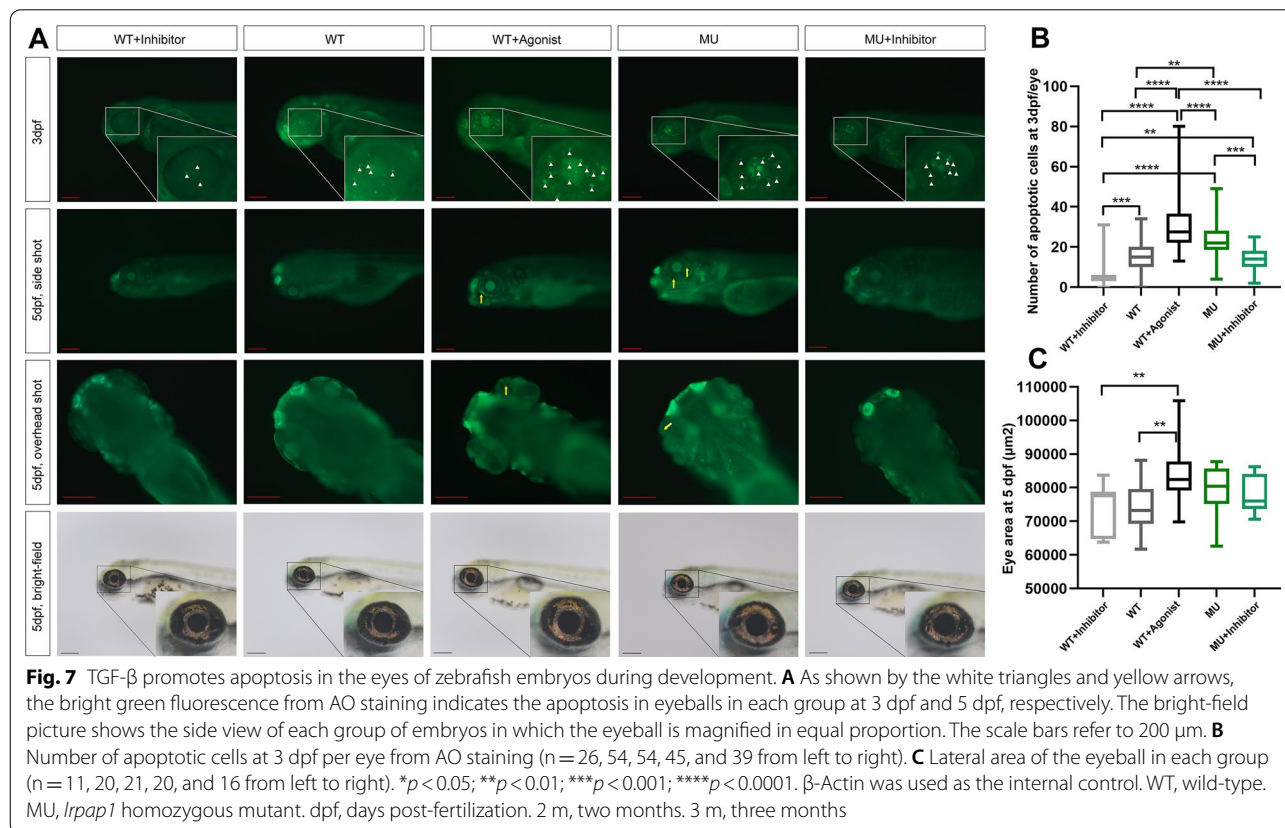 A
WT+Inhibitor
WT
WT+Agonist
MU
MU+Inhibitor
3dpf
5dpf, side shot
5dpf, overhead shot
5dpf, bright-field
B
Number of apoptotic cells at 3dpf/eye
100
80
60
40
20
0
**
**** ****
**** ****
**
**** ***
***
WT+Inhibitor
WT
WT+Agonist
MU
MU+Inhibitor
C
Eye area at 5 dpf (μm2)
110000
100000
90000
80000
70000
60000
50000
**
**
WT+Inhibitor
WT
WT+Agonist
MU
MU+Inhibitor
Fig. 7 TGF-β promotes apoptosis in the eyes of zebrafish embryos during development. A As shown by the white triangles and yellow arrows,
the bright green fluorescence from AO staining indicates the apoptosis in eyeballs in each group at 3 dpf and 5 dpf, respectively. The bright-field
picture shows the side view of each group of embryos in which the eyeball is magnified in equal proportion. The scale bars refer to 200 μm. B
Number of apoptotic cells at 3 dpf per eye from AO staining (n = 26, 54, 54, 45, and 39 from left to right). C Lateral area of the eyeball in each group
(n = 11, 20, 21, 20, and 16 from left to right). *p < 0.05; **p < 0.01; ***p < 0.001; ****p < 0.0001. β-Actin was used as the internal control. WT, wild-type.
MU, lrpap1 homozygous mutant. dpf, days post-fertilization. 2 m, two months. 3 m, three months